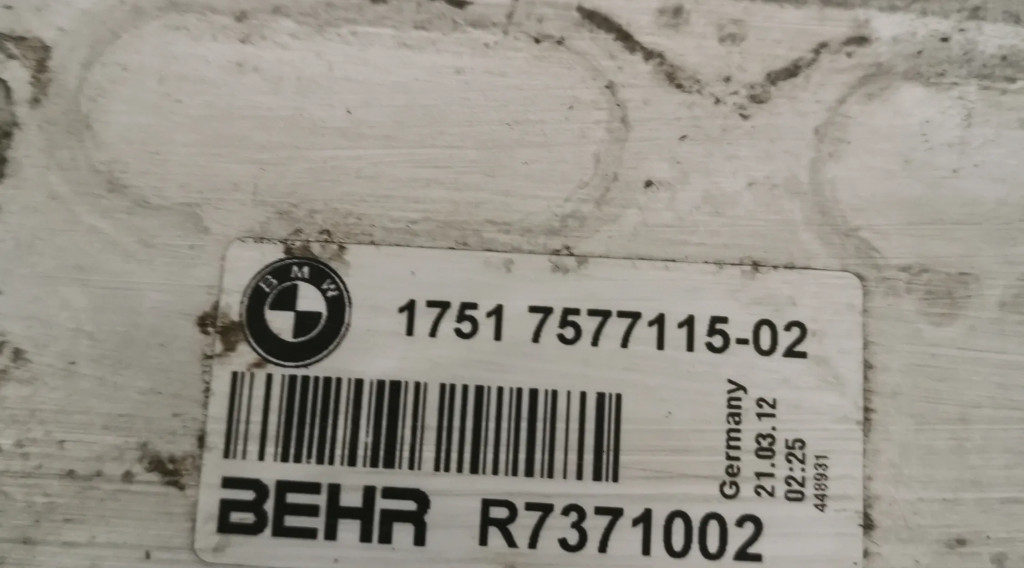 BMW
1751 7577115-02
Germany
21.03.12
02:25
448931
BEHR R7371002